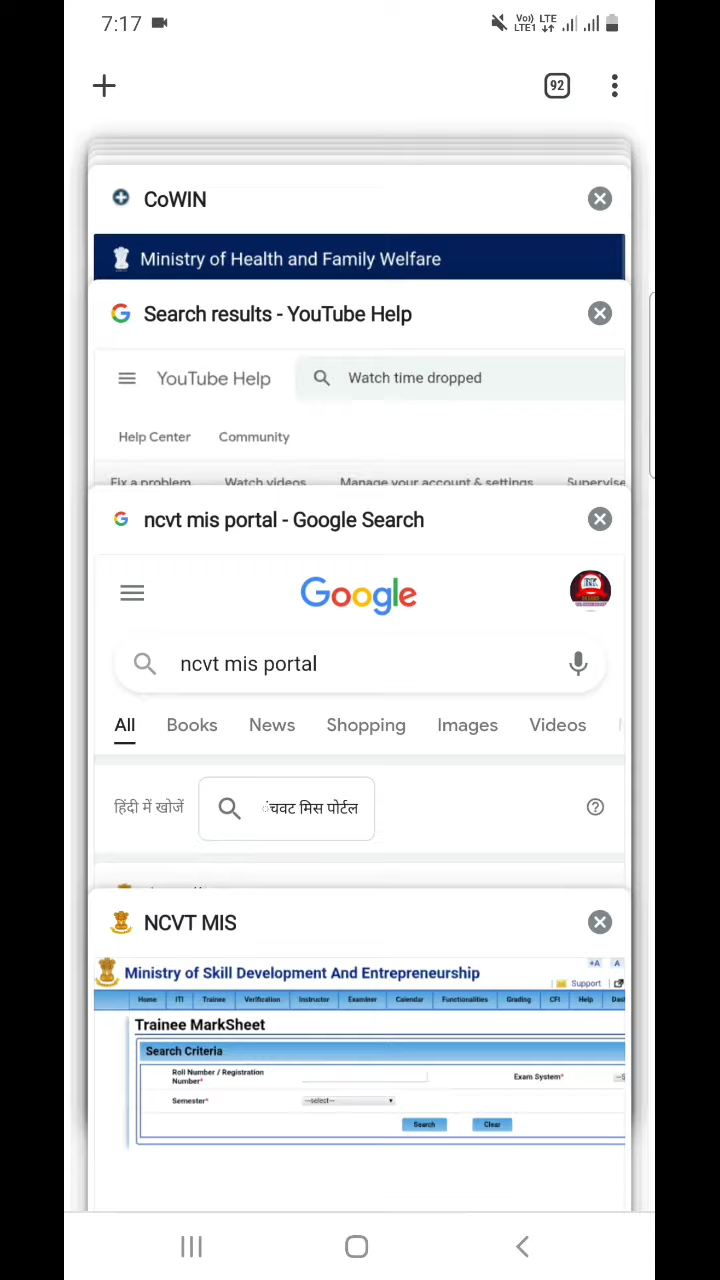 7:17
Vo)) LTE
LTE1
92
CoWIN
Ministry of Health and Family Welfare
Search results - YouTube Help
YouTube Help
Watch time dropped
Help Center Community
Fix a problem Watch videos Manage your account & settings Supervise
ncvt mis portal - Google Search
Google
ncvt mis portal
All Books News Shopping Images Videos
हिंदी में खोजें ंचवट मिस पोर्टल
NCVT MIS
+A A
Ministry of Skill Development And Entrepreneurship
Support
Home ITI Trainee Verification Instructor Examiner Calendar Functionalities Grading CFI Help Das
Trainee MarkSheet
Search Criteria
Roll Number / Registration
Number*
Exam System*
Semester* ---select---
Search Clear